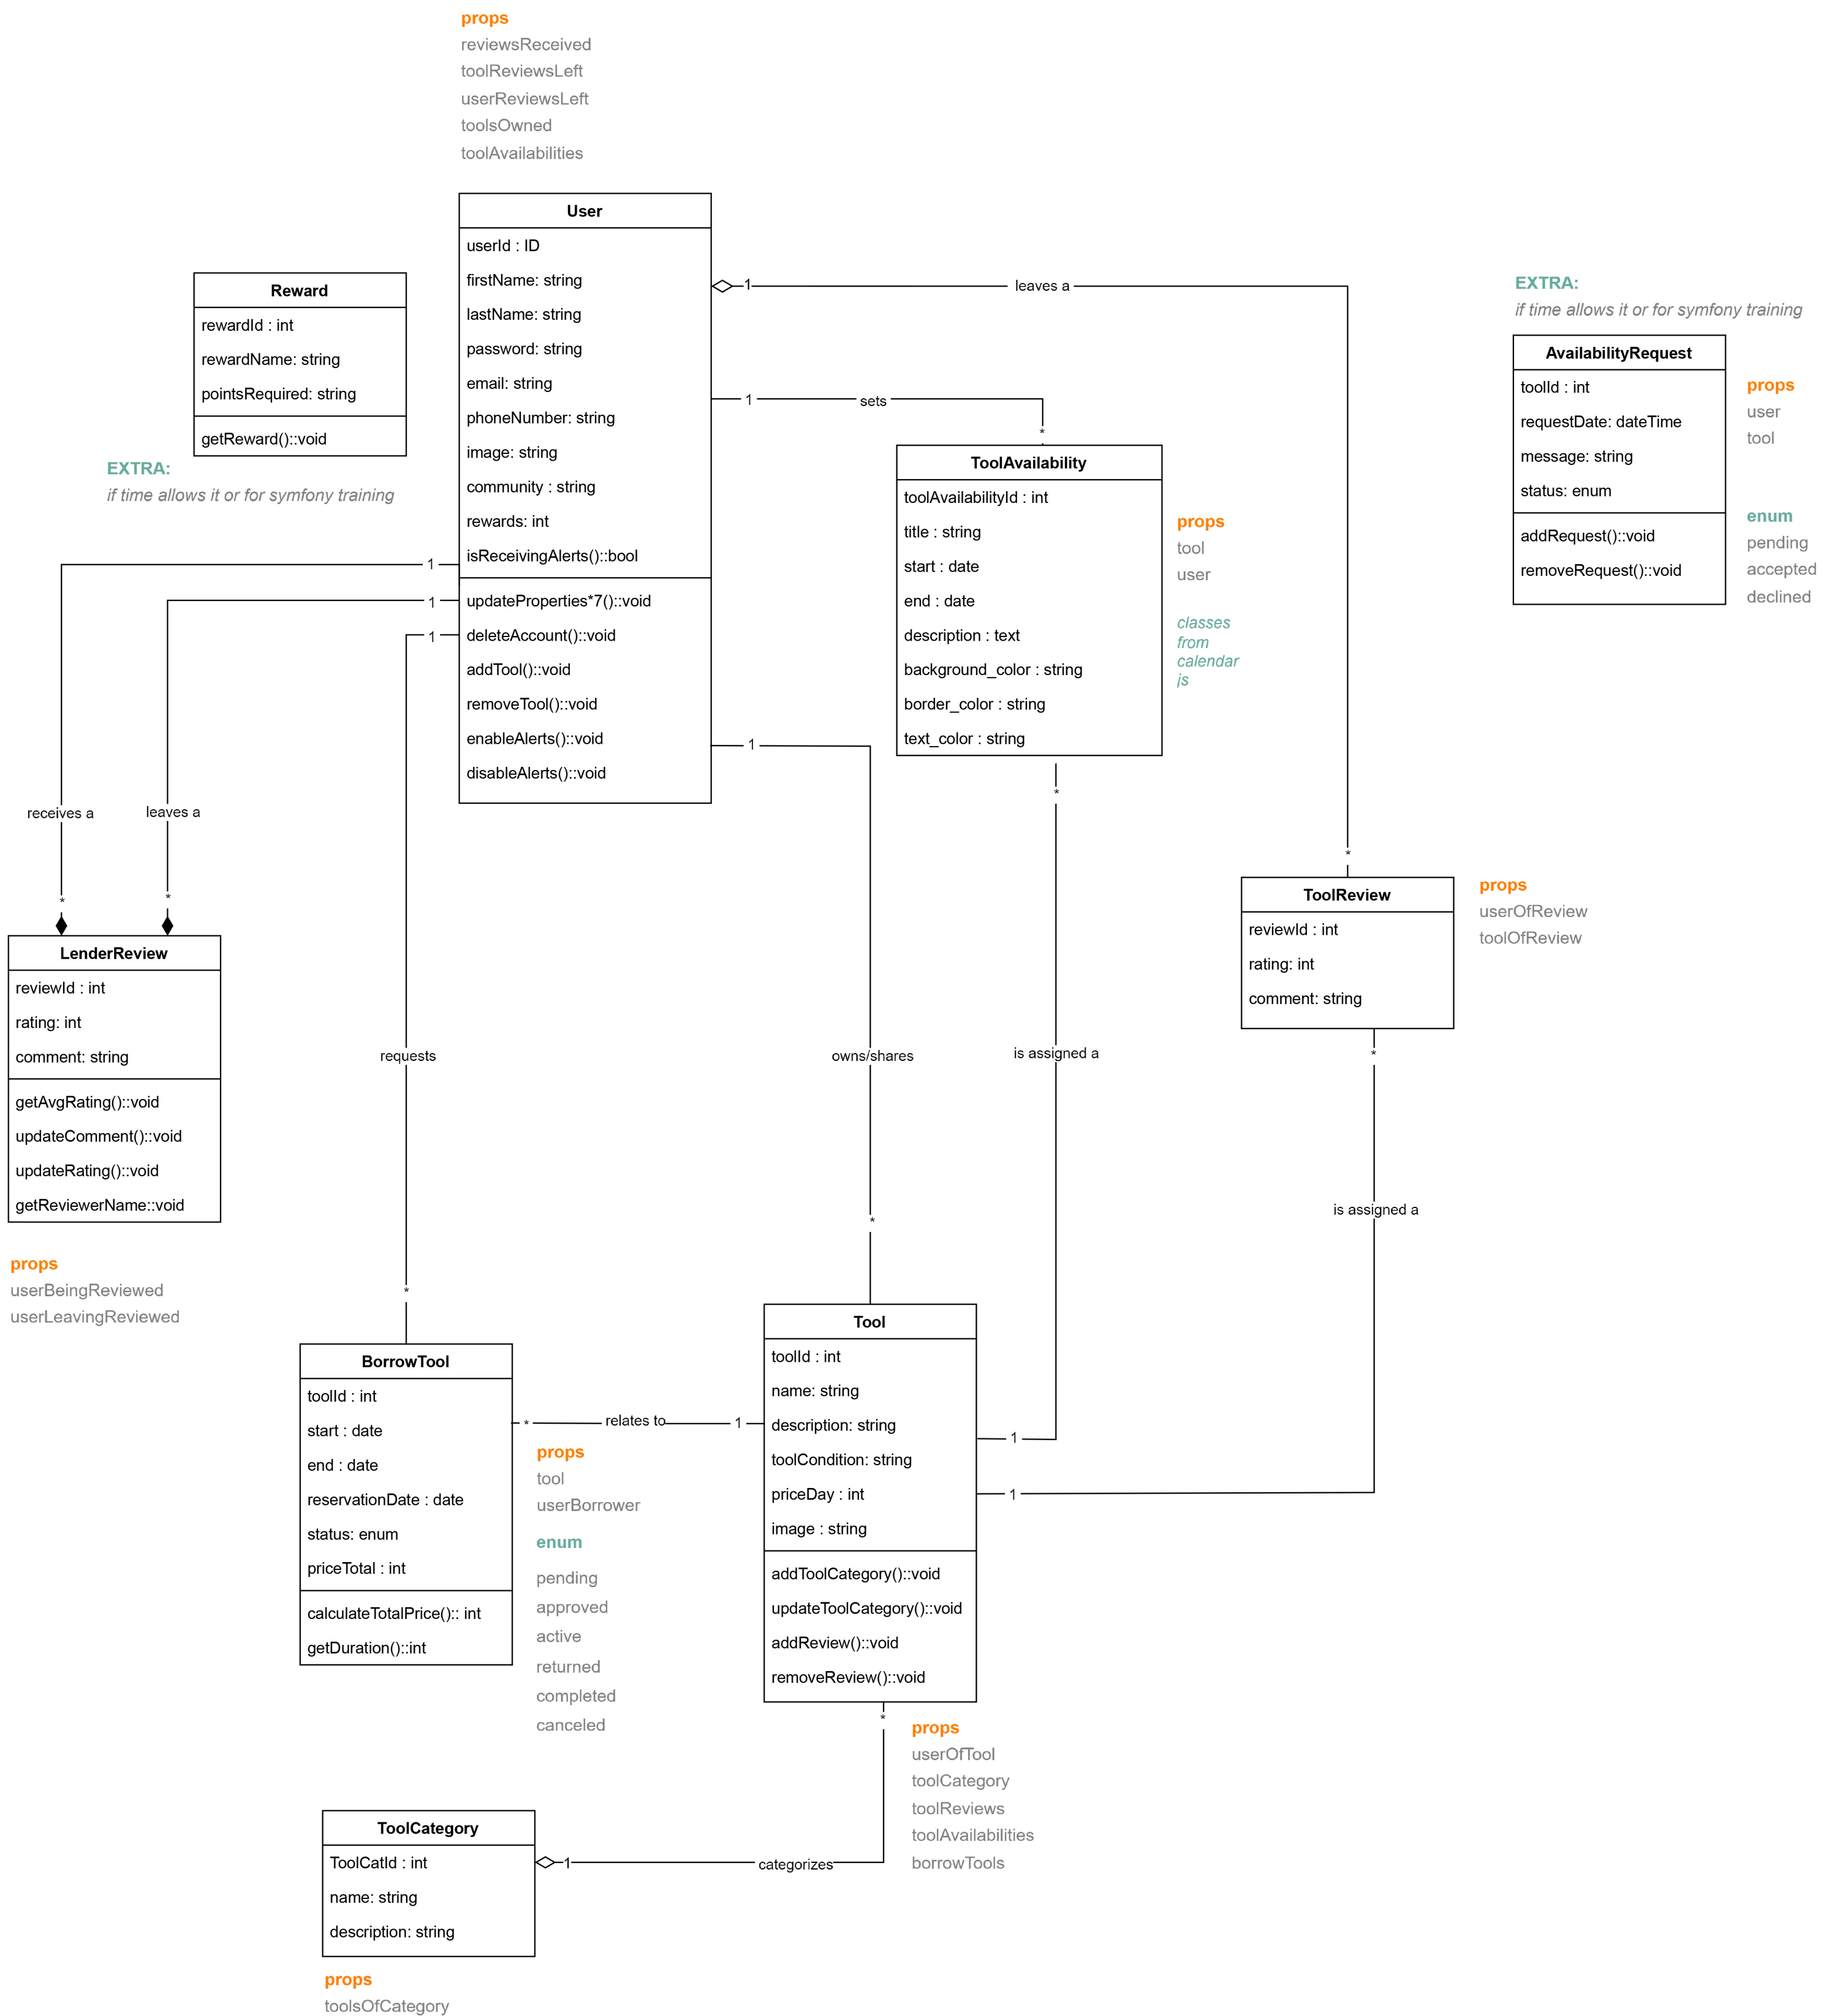 props
reviewsReceived
toolReviewsLeft
userReviewsLeft
toolsOwned
toolAvailabilities
User
userId : ID
firstName: string
lastName: string
password: string
email: string
phoneNumber: string
image: string
community : string
rewards: int
isReceivingAlerts()::bool
updateProperties*7()::void
deleteAccount()::void
addTool()::void
removeTool()::void
enableAlerts()::void
disableAlerts()::void
Reward
rewardId : int
rewardName: string
pointsRequired: string
getReward()::void
EXTRA:
if time allows it or for symfony training
1
leaves a
*
1
sets
*
EXTRA:
if time allows it or for symfony training
AvailabilityRequest
toolId : int
requestDate: dateTime
message: string
status: enum
addRequest()::void
removeRequest()::void
props
user
tool
enum
pending
accepted
declined
ToolAvailability
toolAvailabilityId : int
title : string
start : date
end : date
description : text
background_color : string
border_color : string
text_color : string
props
tool
user
classes
from
calendar
js
1
receives a
*
1
leaves a
*
1
requests
*
1
owns/shares
*
*
is assigned a
1
ToolReview
reviewId : int
rating: int
comment: string
props
userOfReview
toolOfReview
*
is assigned a
1
LenderReview
reviewId : int
rating: int
comment: string
getAvgRating()::void
updateComment()::void
updateRating()::void
getReviewerName::void
props
userBeingReviewed
userLeavingReviewed
BorrowTool
toolId : int
start : date
end : date
reservationDate : date
status: enum
priceTotal : int
calculateTotalPrice():: int
getDuration()::int
*
relates to
1
props
tool
userBorrower
enum
pending
approved
active
returned
completed
canceled
Tool
toolId : int
name: string
description: string
toolCondition: string
priceDay : int
image : string
addToolCategory()::void
updateToolCategory()::void
addReview()::void
removeReview()::void
*
props
userOfTool
toolCategory
toolReviews
toolAvailabilities
borrowTools
ToolCategory
ToolCatId : int
name: string
description: string
1
categorizes
props
toolsOfCategory